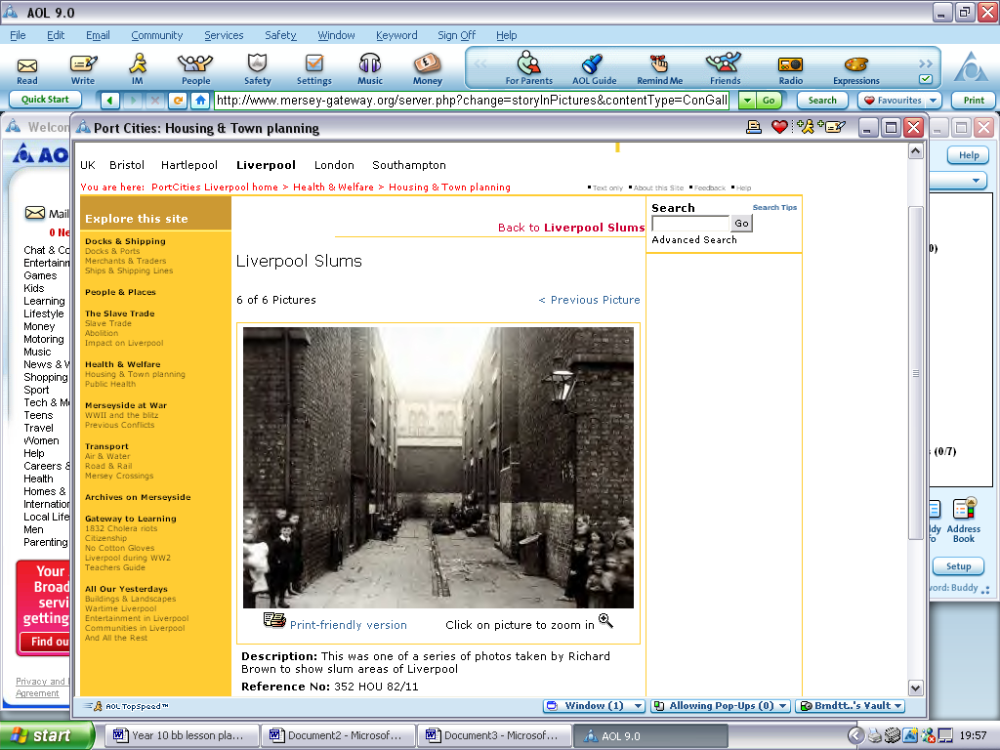 AOL 9.0
File Edit Email Community Services Safety Window Keyword Sign Off Help
Read Write IM People Safety Settings Music Money For Parents AOL Guide Remind Me Friends Radio Expressions
Quick Start http://www.mersey-gateway.org/server.php?change=storyInPictures&contentType=ConGall Go Search Favourites Print
Welcon
Port Cities: Housing & Town planning
AO
Help
UK Bristol Hartlepool Liverpool London Southampton
You are here: PortCities Liverpool home > Health & Welfare > Housing & Town planning
Text only About this Site Feedback Help
Mail
0 Ne
Chat & Co
Entertainm
Games
Kids
Learning
Lifestyle
Money
Motoring
Music
News & W
Shopping
Sport
Tech & Mo
Teens
Travel
Women
Help
Careers &
Health
Homes &
Internation
Local Life
Men
Parenting
Your
Broad
servi
getting
Find ou
Privacy and
Agreement
Explore this site
Docks & Shipping
Docks & Ports
Merchants & Traders
Ships & Shipping Lines
People & Places
The Slave Trade
Slave Trade
Abolition
Impact on Liverpool
Health & Welfare
Housing & Town planning
Public Health
Merseyside at War
WWII and the blitz
Previous Conflicts
Transport
Air & Water
Road & Rail
Mersey Crossings
Archives on Merseyside
Gateway to Learning
1832 Cholera riots
Citizenship
No Cotton Gloves
Liverpool during WW2
Teachers Guide
All Our Yesterdays
Buildings & Landscapes
Wartime Liverpool
Entertainment in Liverpool
Communities in Liverpool
And All the Rest
Back to Liverpool Slums
Liverpool Slums
6 of 6 Pictures < Previous Picture
Print-friendly version Click on picture to zoom in
Description: This was one of a series of photos taken by Richard
Brown to show slum areas of Liverpool
Reference No: 352 HOU 82/11
Search Search Tips
Go
Advanced Search
0)
s (0/7)
ddy
fo
Address
Book
Setup
word: Buddy
AOL TopSpeed™ Window (1) Allowing Pop-Ups (0) Brndtt..'s Vault
start Year 10 bb lesson pla... Document2 - Microsof... Document3 - Microsof... AOL 9.0 19:57